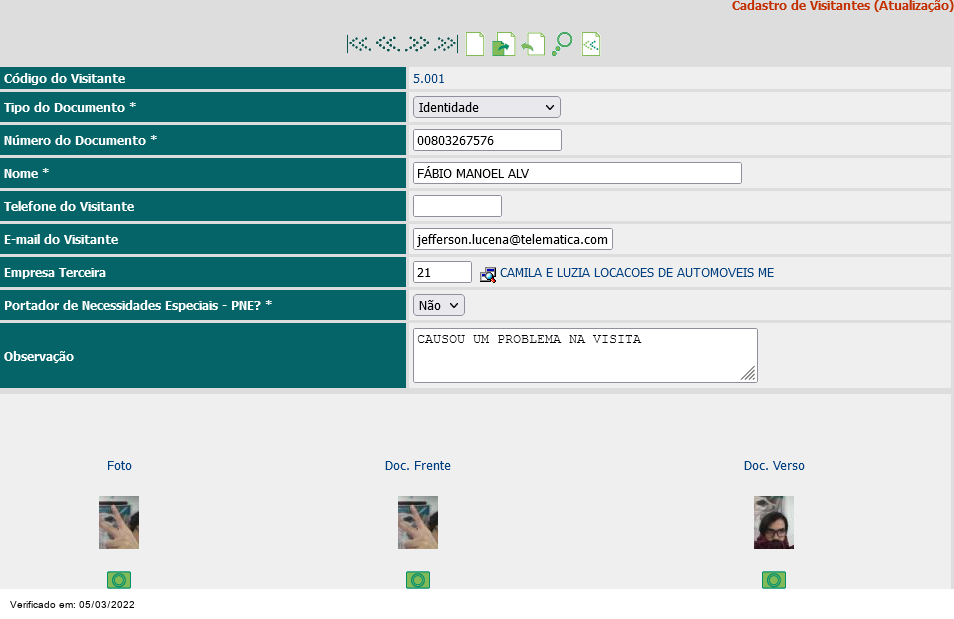 Cadastro de Visitantes (Atualização)
Código do Visitante 5.001
Tipo do Documento * Identidade
Número do Documento * 00803267576
Nome * FÁBIO MANOEL ALV
Telefone do Visitante
E-mail do Visitante jefferson.lucena@telematica.com
Empresa Terceira 21 CAMILA E LUZIA LOCACOES DE AUTOMOVEIS ME
Portador de Necessidades Especiais - PNE? * Não
Observação CAUSOU UM PROBLEMA NA VISITA
Foto Doc. Frente Doc. Verso
Verificado em: 05/03/2022